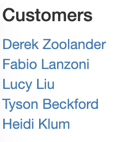 Customers
Derek Zoolander
Fabio Lanzoni
Lucy Liu
Tyson Beckford
Heidi Klum